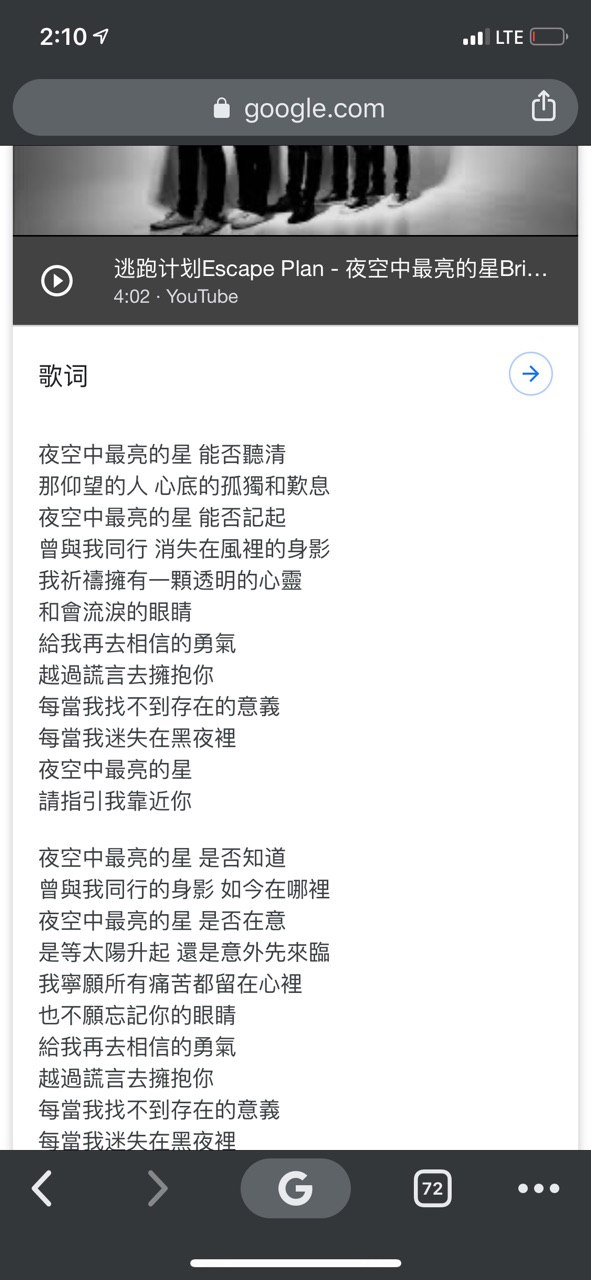 2:10
LTE
google.com
逃跑计划Escape Plan - 夜空中最亮的星Bri...
4:02 · YouTube
歌词
夜空中最亮的星 能否聽清
那仰望的人 心底的孤獨和歎息
夜空中最亮的星 能否記起
曾與我同行 消失在風裡的身影
我祈禱擁有一顆透明的心靈
和會流淚的眼睛
給我再去相信的勇氣
越過謊言去擁抱你
每當我找不到存在的意義
每當我迷失在黑夜裡
夜空中最亮的星
請指引我靠近你
夜空中最亮的星 是否知道
曾與我同行的身影 如今在哪裡
夜空中最亮的星 是否在意
是等太陽升起 還是意外先來臨
我寧願所有痛苦都留在心裡
也不願忘記你的眼睛
給我再去相信的勇氣
越過謊言去擁抱你
每當我找不到存在的意義
每當我迷失在黑夜裡
G
72